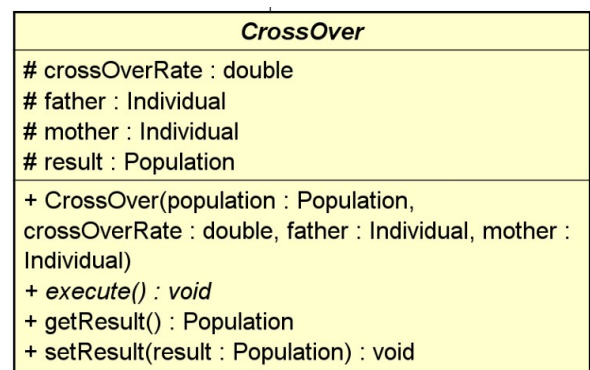 CrossOver
# crossOverRate : double
# father : Individual
# mother : Individual
# result : Population
+ CrossOver(population : Population,
crossOverRate : double, father : Individual, mother :
Individual)
+ execute() : void
+ getResult() : Population
+ setResult(result : Population) : void